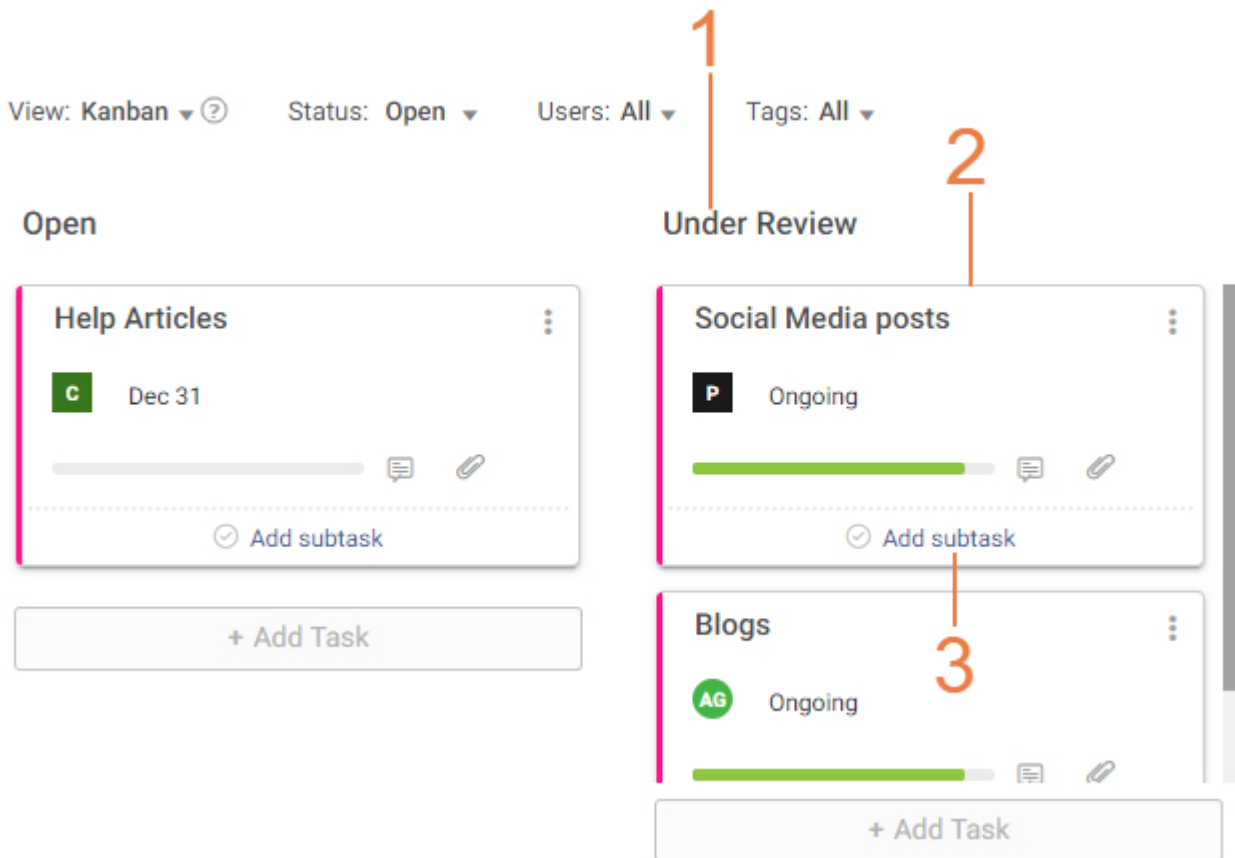 1
View: Kanban Status: Open Users: All Tags: All
2
Open
Under Review
Help Articles
C Dec 31
Add subtask
+ Add Task
Social Media posts
P Ongoing
Add subtask
3
Blogs
AG Ongoing
+ Add Task